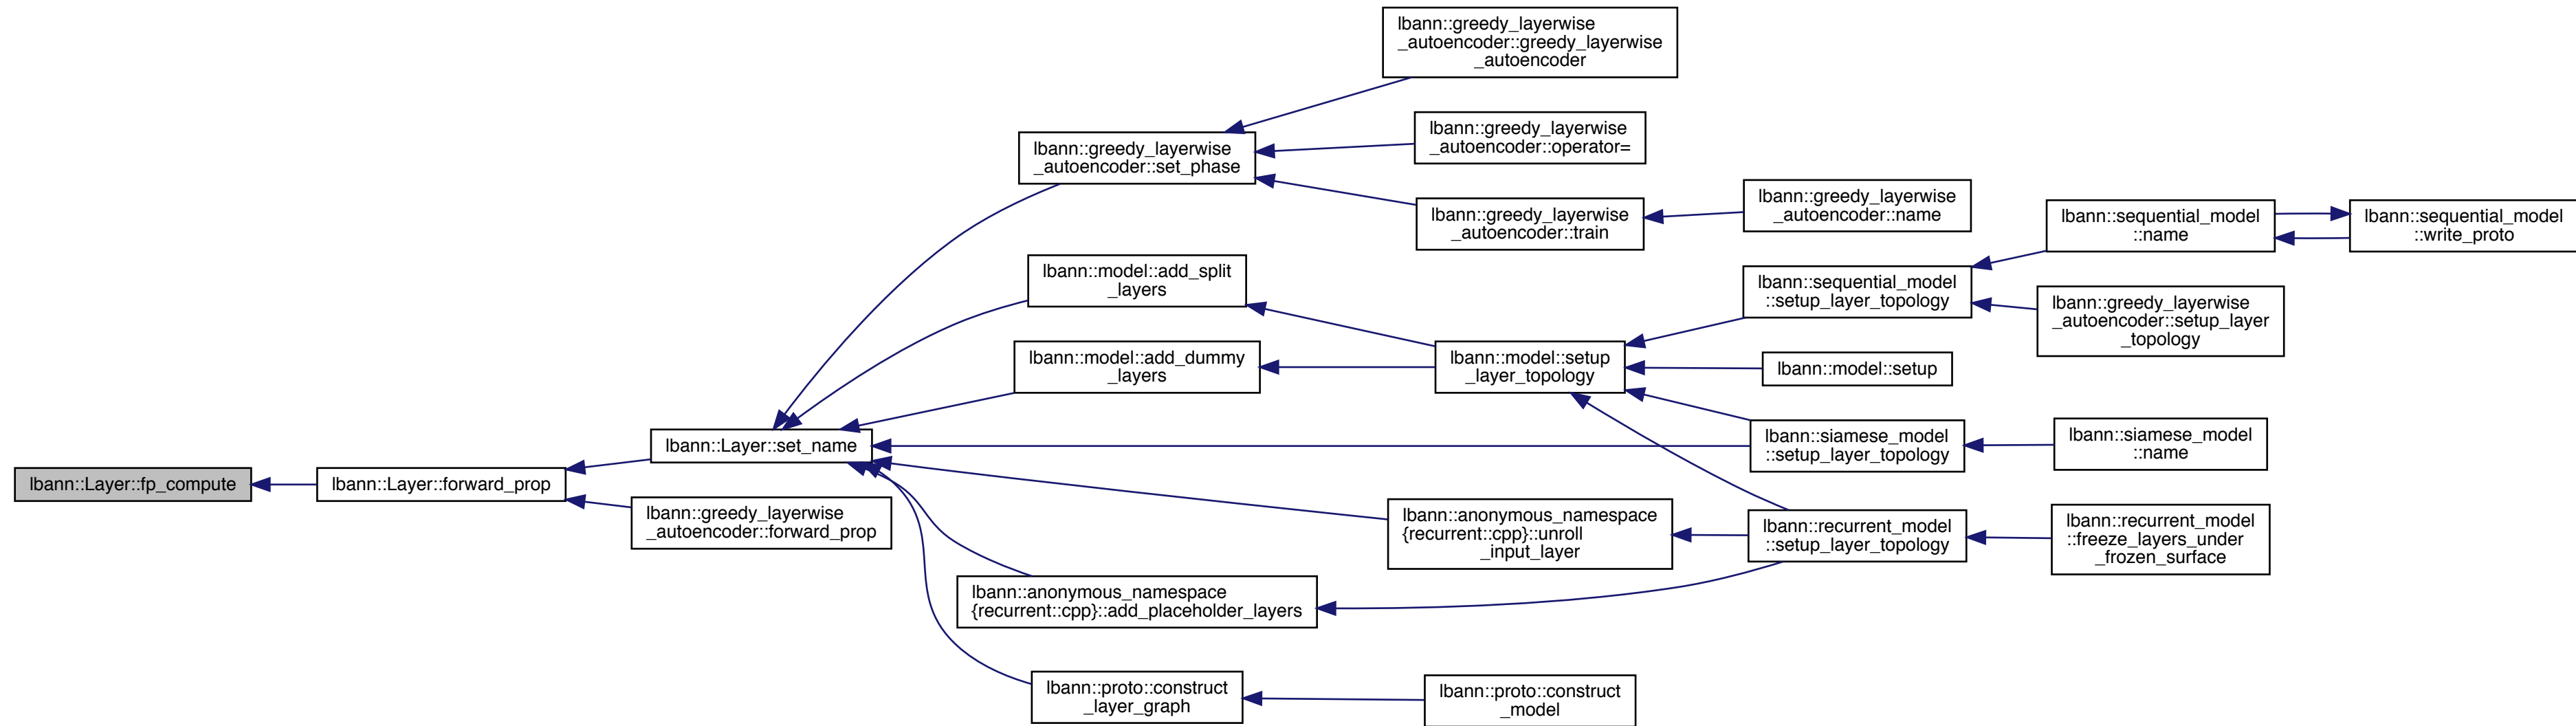 lbann::greedy_layerwise
_autoencoder::greedy_layerwise
_autoencoder
lbann::greedy_layerwise
_autoencoder::operator=
lbann::greedy_layerwise
_autoencoder::set_phase
lbann::greedy_layerwise
_autoencoder::train
lbann::greedy_layerwise
_autoencoder::name
lbann::sequential_model
::name
lbann::sequential_model
::write_proto
lbann::model::add_split
_layers
lbann::sequential_model
::setup_layer_topology
lbann::greedy_layerwise
_autoencoder::setup_layer
_topology
lbann::model::add_dummy
_layers
lbann::model::setup
_layer_topology
lbann::model::setup
lbann::Layer::set_name
lbann::siamese_model
::setup_layer_topology
lbann::siamese_model
::name
lbann::Layer::fp_compute
lbann::Layer::forward_prop
lbann::greedy_layerwise
_autoencoder::forward_prop
lbann::anonymous_namespace
{recurrent::cpp}::unroll
_input_layer
lbann::recurrent_model
::setup_layer_topology
lbann::recurrent_model
::freeze_layers_under
_frozen_surface
lbann::anonymous_namespace
{recurrent::cpp}::add_placeholder_layers
lbann::proto::construct
_layer_graph
lbann::proto::construct
_model